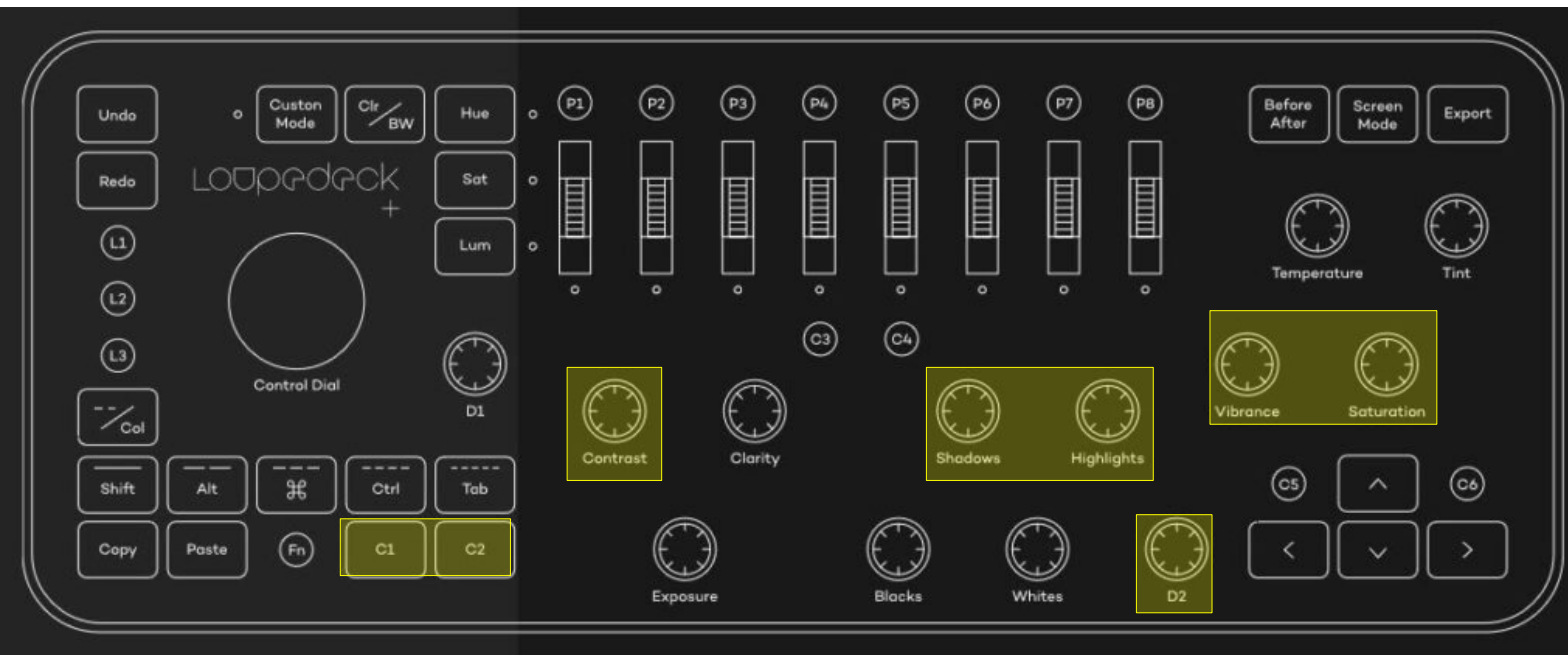 Undo
Custon
Mode
Clr/BW
Hue
P1 P2 P3 P4 P5 P6 P7 P8
Before
After
Screen
Mode
Export
Redo
Loupedeck
+
Sat
L1
Lum
Temperature
Tint
L2
L3
C3 C4
Control Dial
D1
Vibrance
Saturation
-- / Col
Contrast
Clarity
Shadows
Highlights
Shift
Alt
⌘
Ctrl
Tab
C5
^
C6
Copy
Paste
Fn
C1
C2
<
v
>
Exposure
Blacks
Whites
D2